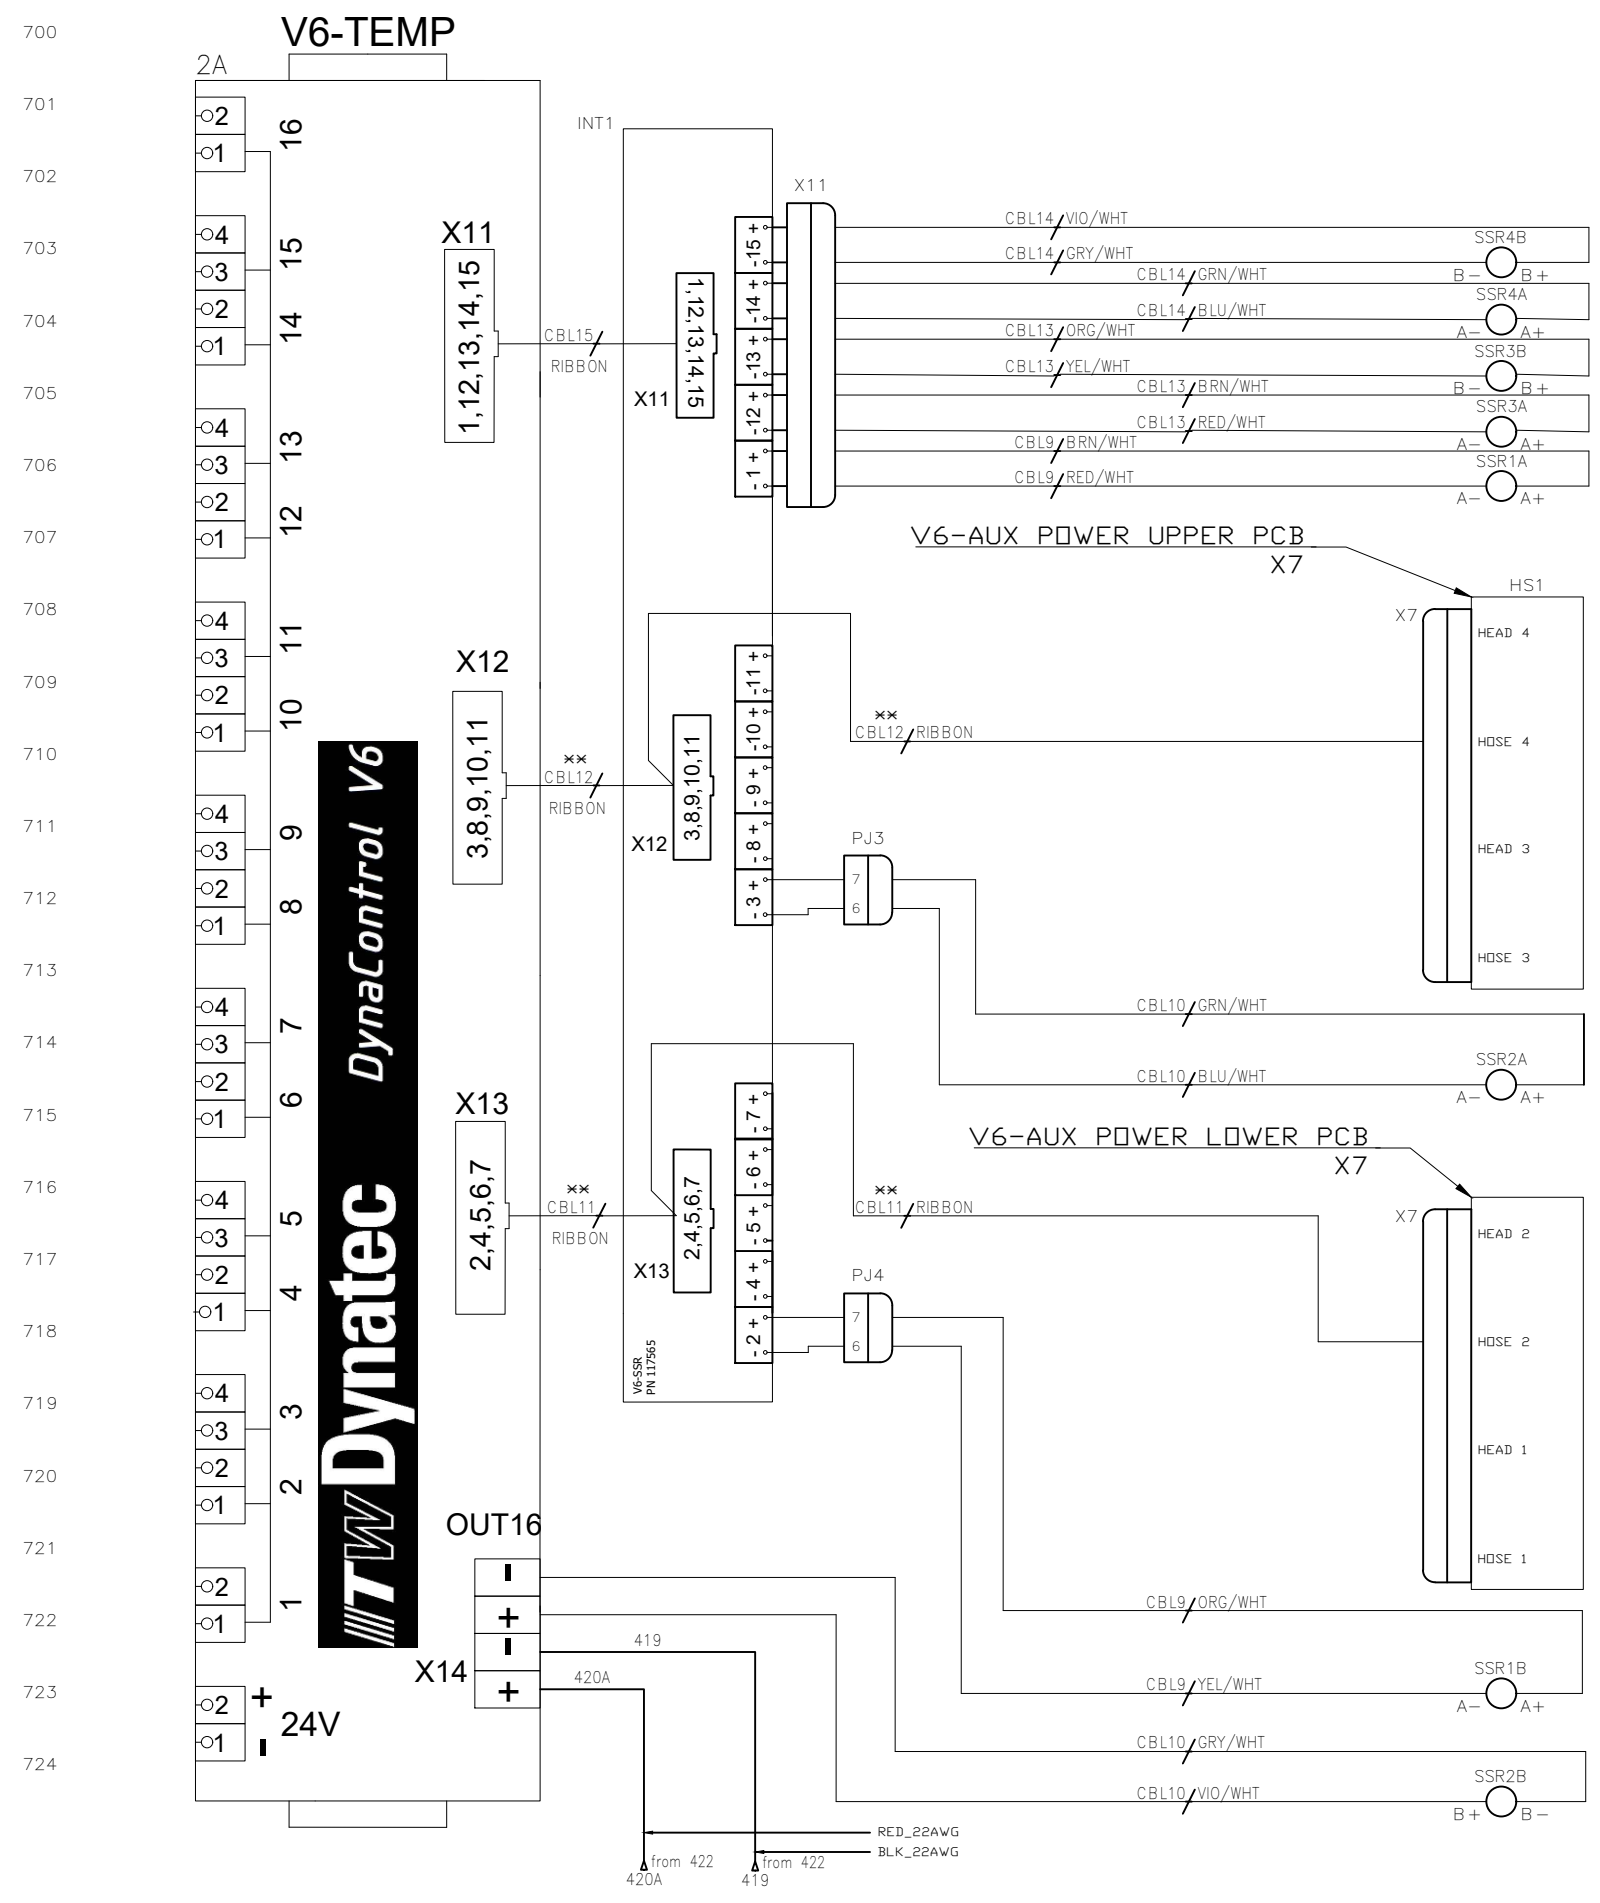 700
V6-TEMP
2A
701
2
1
16
INT1
702
X11
4
3
2
1
15
14
703
X11
1,12,13,14,15
CBL15
RIBBON
1,12,13,14,15
X11
- 15 +
- 14 +
- 13 +
- 12 +
- 1 +
CBL14 VIO/WHT
CBL14 GRY/WHT
SSR4B
B- B+
CBL14 GRN/WHT
SSR4A
704
CBL14 BLU/WHT
A- A+
CBL13 ORG/WHT
SSR3B
CBL13 YEL/WHT
705
B- B+
CBL13 BRN/WHT
SSR3A
CBL13 RED/WHT
A- A+
CBL9 BRN/WHT
SSR1A
706
CBL9 RED/WHT
A- A+
4
3
2
1
13
12
707
V6-AUX POWER UPPER PCB
X7
HS1
708
X7
HEAD 4
4
3
2
1
11
10
709
X12
3,8,9,10,11
**
CBL12
RIBBON
3,8,9,10,11
X12
- 11 +
- 10 +
- 9 +
- 8 +
- 3 +
**
CBL12 RIBBON
HOSE 4
710
711
4
3
2
1
9
8
PJ3
7
6
HEAD 3
712
HOSE 3
713
CBL10 GRN/WHT
4
3
2
1
7
6
714
SSR2A
CBL10 BLU/WHT
A- A+
715
X13
2,4,5,6,7
**
CBL11
RIBBON
2,4,5,6,7
X13
- 7 +
- 6 +
- 5 +
- 4 +
- 2 +
V6-AUX POWER LOWER PCB
X7
716
**
CBL11 RIBBON
X7
HEAD 2
4
3
2
1
5
4
717
PJ4
7
6
718
HOSE 2
V6-SSR
PN 117565
719
4
3
2
1
3
2
HEAD 1
720
ITW Dynatec DynaControl V6
OUT16
721
-
+
-
+
HOSE 1
2
1
1
CBL9 ORG/WHT
722
419
X14
420A
SSR1B
CBL9 YEL/WHT
A- A+
723
2
1
+
-
24V
CBL10 GRY/WHT
724
SSR2B
CBL10 VIO/WHT
B+ B-
RED_22AWG
BLK_22AWG
from 422
420A
from 422
419